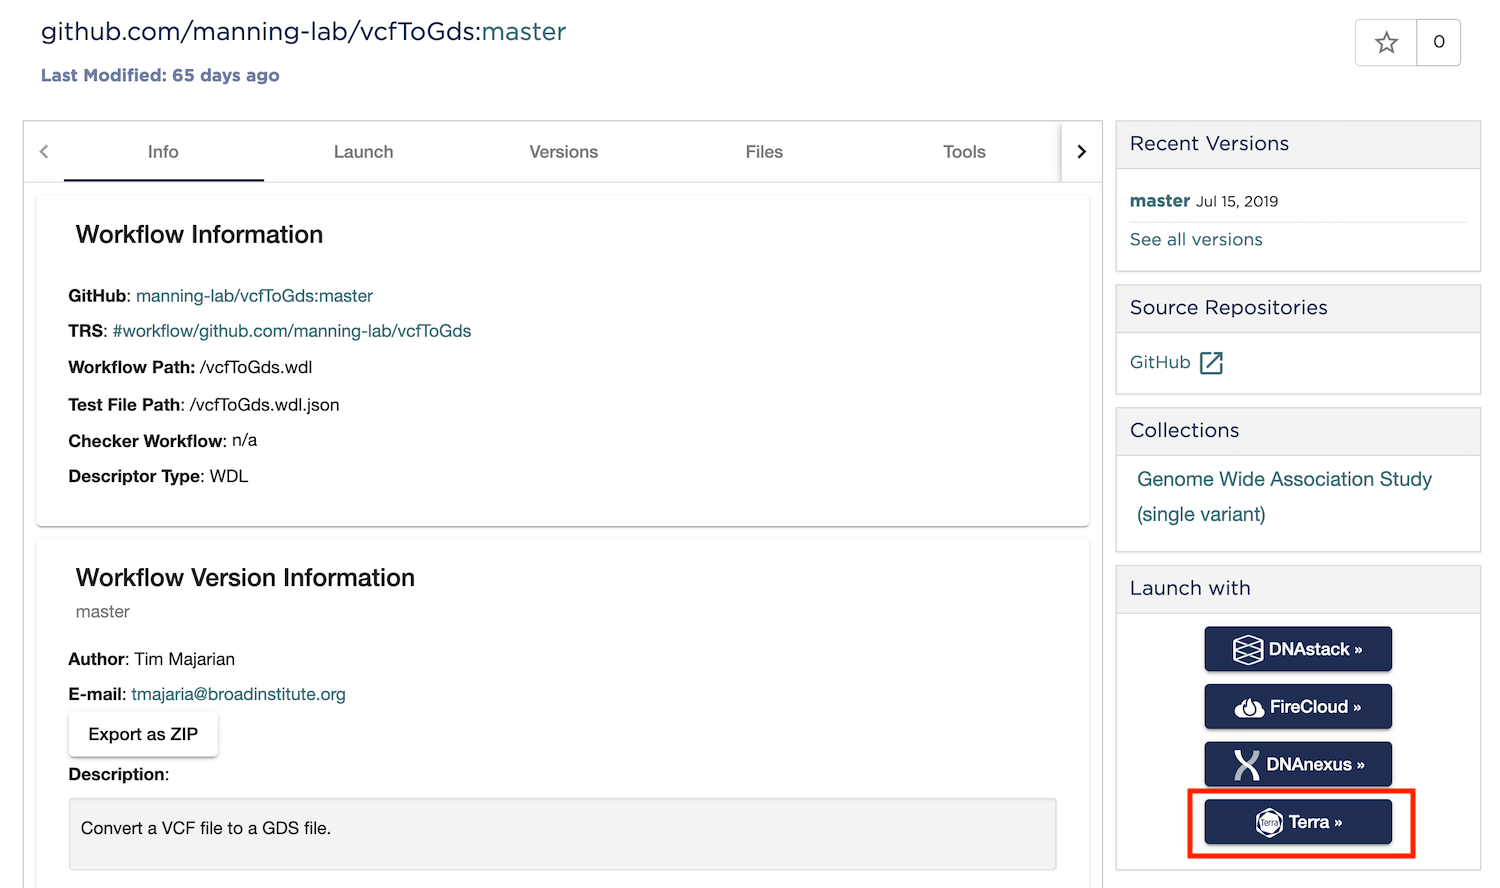 github.com/manning-lab/vcfToGds:master
Last Modified: 65 days ago
0
Info
Launch
Versions
Files
Tools
Workflow Information
GitHub: manning-lab/vcfToGds:master
TRS: #workflow/github.com/manning-lab/vcfToGds
Workflow Path: /vcfToGds.wdl
Test File Path: /vcfToGds.wdl.json
Checker Workflow: n/a
Descriptor Type: WDL
Workflow Version Information
master
Author: Tim Majarian
E-mail: tmajaria@broadinstitute.org
Export as ZIP
Description:
Convert a VCF file to a GDS file.
Recent Versions
master Jul 15, 2019
See all versions
Source Repositories
GitHub
Collections
Genome Wide Association Study
(single variant)
Launch with
DNAstack »
FireCloud »
DNAnexus »
Terra Terra »